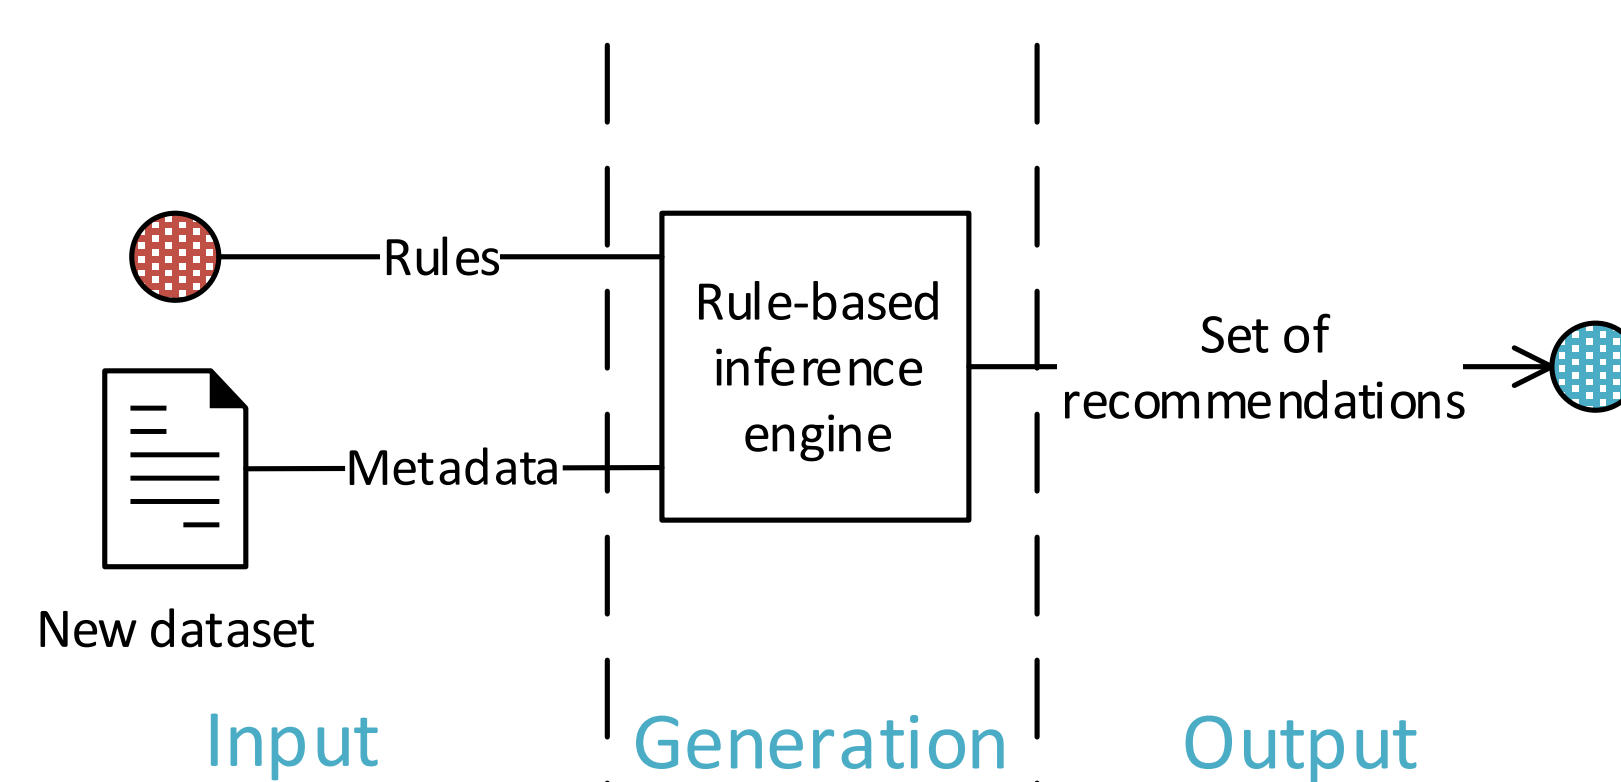 Rules
Rule-based
inference
engine
Set of
recommendations
Metadata
New dataset
Input
Generation
Output